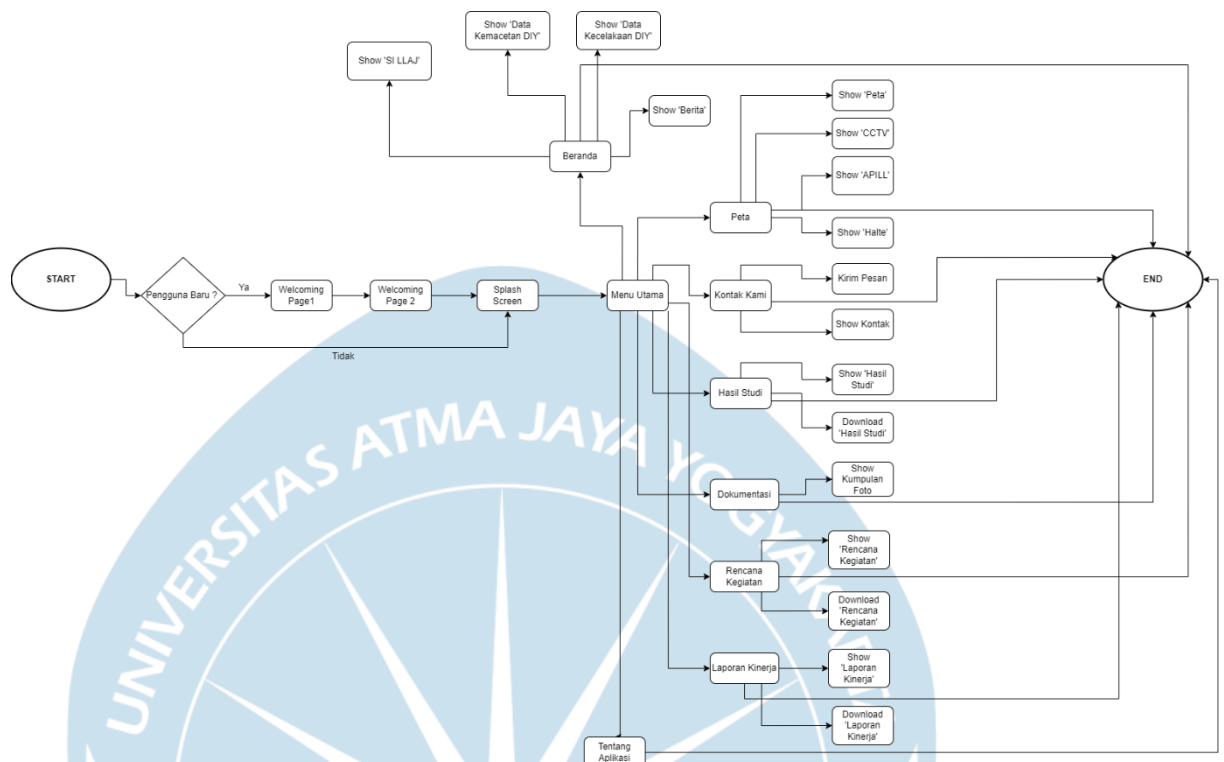 Show 'Data
Kemacetan DIY'
Show 'Data
Kecelakaan DIY'
Show 'SI LLAJ'
Show 'Berita'
Beranda
Show 'Peta'
Show 'CCTV'
Show 'APILL'
Peta
Show 'Halte'
START
Pengguna Baru ?
Ya
Welcoming
Page1
Welcoming
Page 2
Splash
Screen
Menu Utama
Tidak
Kontak Kami
Kirim Pesan
Show Kontak
END
Hasil Studi
Show 'Hasil
Studi'
Download
'Hasil Studi'
Dokumentasi
Show
Kumpulan
Foto
Rencana
Kegiatan
Show
'Rencana
Kegiatan'
Download
'Rencana
Kegiatan'
Laporan Kinerja
Show
'Laporan
Kinerja'
Download
'Laporan
Kinerja'
Tentang
Aplikasi
UNIVERSITAS ATMA JAYA YOGYAKARTA